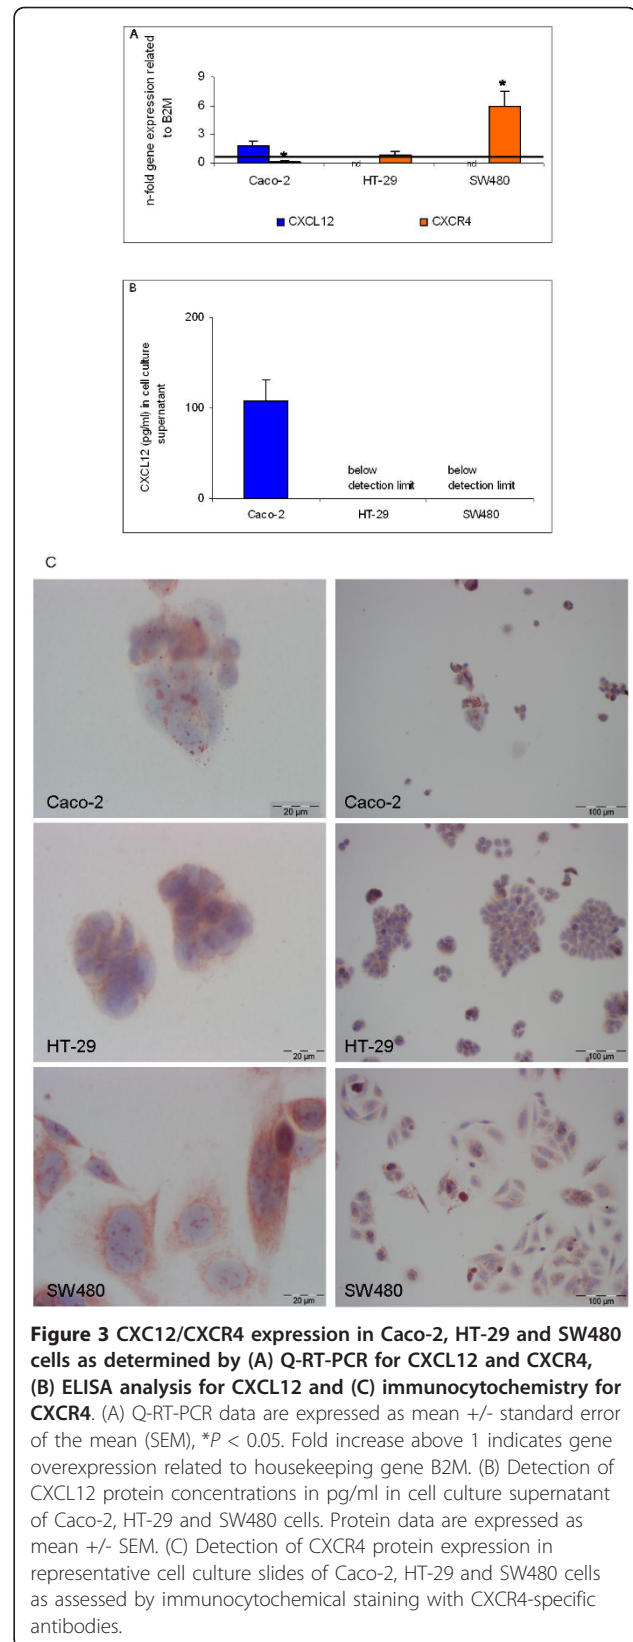 A
n-fold gene expression related
to B2M
9
6
3
0
*
*
nd
nd
Caco-2 HT-29 SW480
CXCL12 CXCR4
B
CXCL12 (pg/ml) in cell culture
supernatant
200
100
0
below
detection limit
below
detection limit
Caco-2 HT-29 SW480
C
Caco-2
20 µm
Caco-2
100 µm
HT-29
20 µm
HT-29
100 µm
SW480
20 µm
SW480
100 µm
Figure 3 CXC12/CXCR4 expression in Caco-2, HT-29 and SW480
cells as determined by (A) Q-RT-PCR for CXCL12 and CXCR4,
(B) ELISA analysis for CXCL12 and (C) immunocytochemistry for
CXCR4. (A) Q-RT-PCR data are expressed as mean +/- standard error
of the mean (SEM), *P < 0.05. Fold increase above 1 indicates gene
overexpression related to housekeeping gene B2M. (B) Detection of
CXCL12 protein concentrations in pg/ml in cell culture supernatant
of Caco-2, HT-29 and SW480 cells. Protein data are expressed as
mean +/- SEM. (C) Detection of CXCR4 protein expression in
representative cell culture slides of Caco-2, HT-29 and SW480 cells
as assessed by immunocytochemical staining with CXCR4-specific
antibodies.